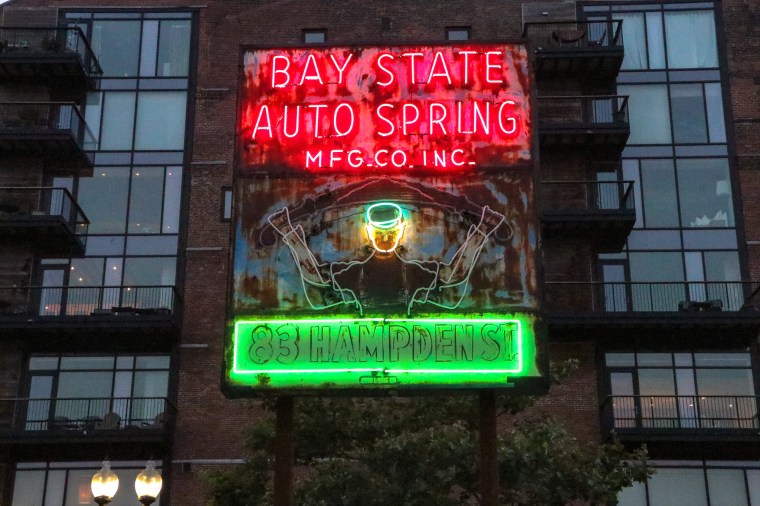 BAY STATE
AUTO SPRING
MFG. CO. INC.
83 HAMPDEN ST